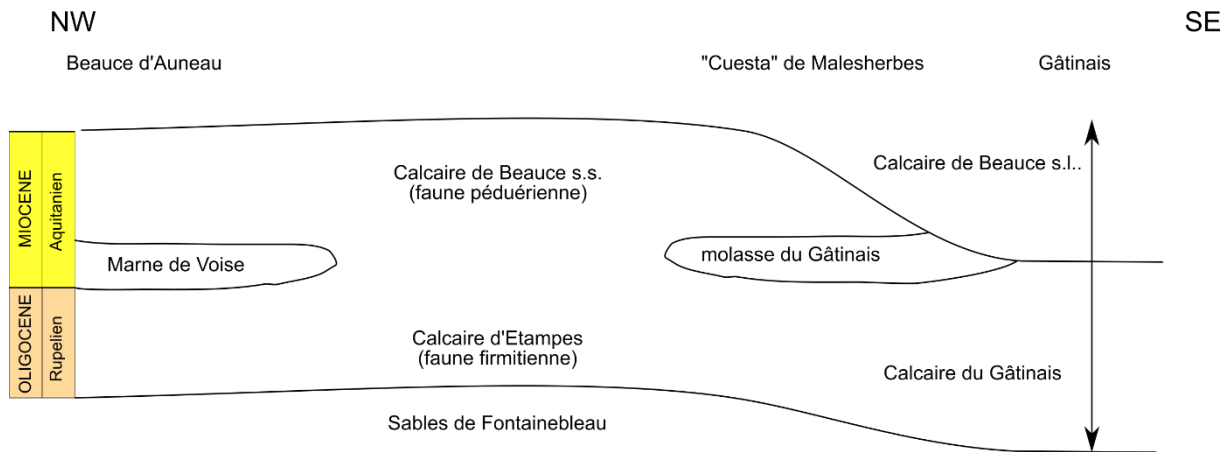 NW
SE
Beauce d'Auneau
"Cuesta" de Malesherbes
Gâtinais
MIOCENE
Aquitanien
OLIGOCENE
Rupelien
Calcaire de Beauce s.s.
(faune péduérienne)
Calcaire de Beauce s.l..
Marne de Voise
molasse du Gâtinais
Calcaire d'Etampes
(faune firmitienne)
Calcaire du Gâtinais
Sables de Fontainebleau